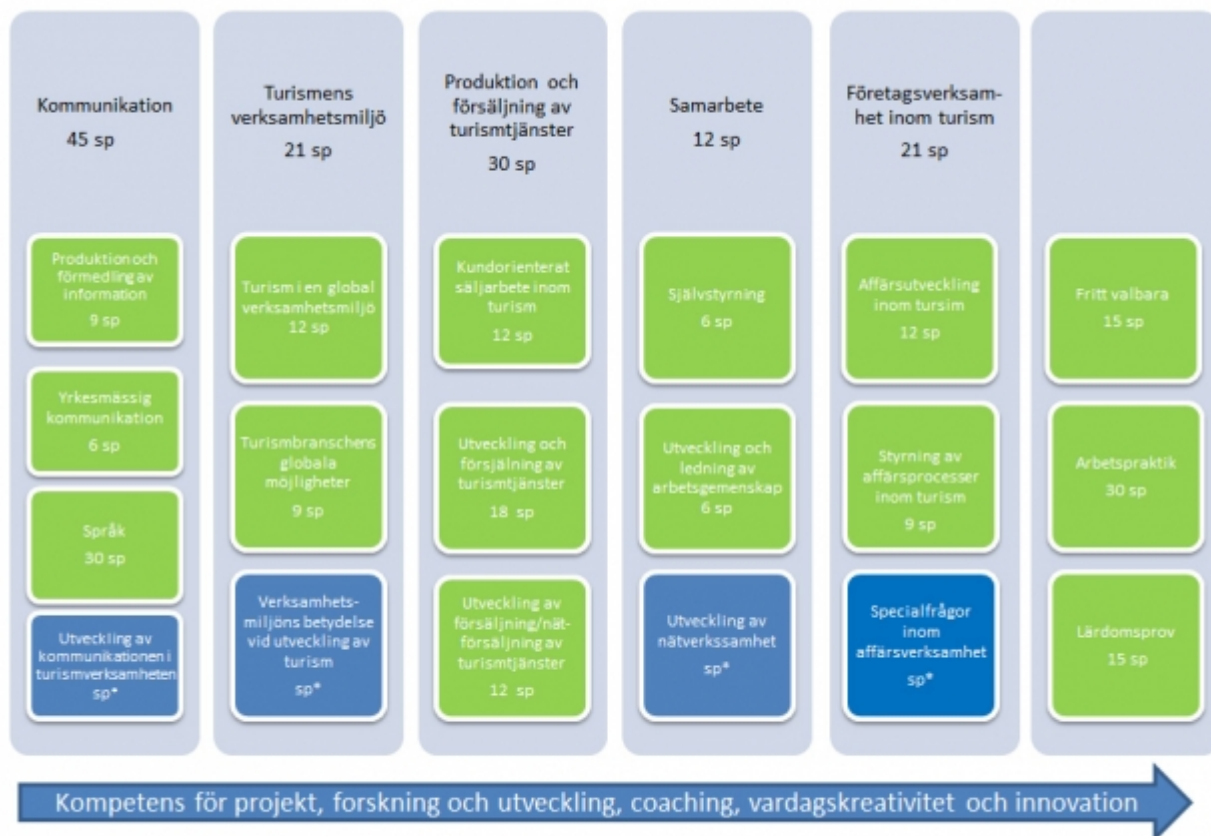 Kommunikation
45 sp
Produktion och
förmedling av
information
9 sp
Yrkesmässig
kommunikation
6 sp
Språk
30 sp
Utveckling av
kommunikationen i
turismverksamheten
sp*
Turismens
verksamhetsmiljö
21 sp
Turism i en global
verksamhetsmiljö
12 sp
Turismbranschens
globala
möjligheter
9 sp
Verksamhets-
miljöns betydelse
vid utveckling av
turism
sp*
Produktion och
försäljning av
turismtjänster
30 sp
Kundorienterat
säljarbete inom
turism
12 sp
Utveckling och
försjälning av
turismtjänster
18 sp
Utveckling av
försäljning/nät-
försäljning av
turismtjänster
12 sp
Samarbete
12 sp
Självstyrning
6 sp
Utveckling och
ledning av
arbetsgemenskap
6 sp
Utveckling av
nätverkssamhet
sp*
Företagsverksam-
het inom turism
21 sp
Affärsutveckling
inom tursim
12 sp
Styrning av
affärsprocesser
inom turism
9 sp
Specialfrågor
inom
affärsverksamhet
sp*
Fritt valbara
15 sp
Arbetspraktik
30 sp
Lärdomsprov
15 sp
Kompetens för projekt, forskning och utveckling, coaching, vardagskreativitet och innovation